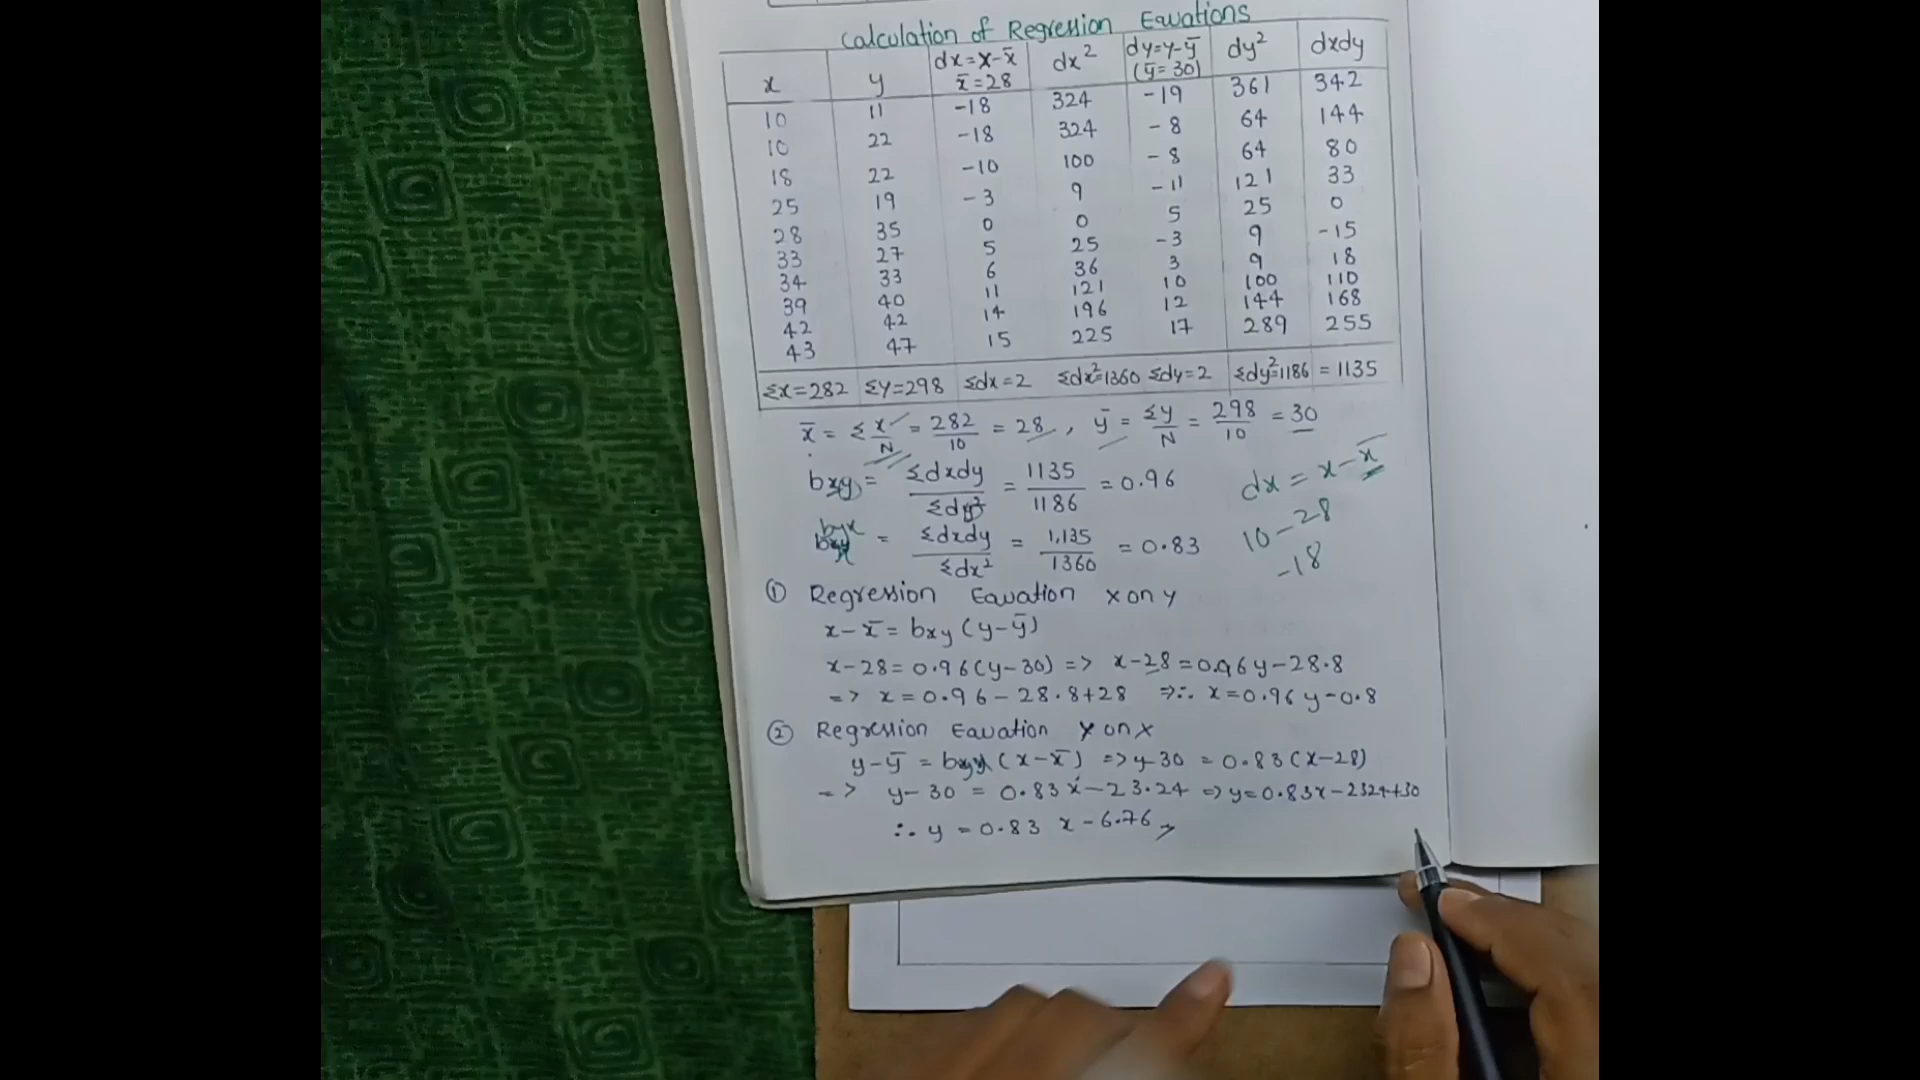 Calculation of Regression Equations
x y dx=x-x̄ x̄=28 dx² dy=y-ȳ (ȳ=30) dy² dxdy
10 11 -18 324 -19 361 342
10 22 -18 324 -8 64 144
18 22 -10 100 -8 64 80
25 19 -3 9 -11 121 33
28 35 0 0 5 25 0
33 27 5 25 -3 9 -15
34 33 6 36 3 9 18
39 40 11 121 10 100 110
42 42 14 196 12 144 168
43 47 15 225 17 289 255
Σx=282 Σy=298 Σdx=2 Σdx²=1360 Σdy=2 Σdy²=1186 =1135
x̄ = Σx/N = 282/10 = 28, ȳ = Σy/N = 298/10 = 30
bxy = Σdxdy/Σdy² = 1135/1186 = 0.96
dx = x-x̄
10-28
-18
byx = Σdxdy/Σdx² = 1,135/1360 = 0.83
① Regression Equation x on y
x-x̄ = bxy (y-ȳ)
x-28=0.96(y-30) => x-28=0.96y-28.8
=> x=0.96-28.8+28 =>∴ x=0.96y-0.8
② Regression Equation y on x
y-ȳ = byx (x-x̄) => y-30 = 0.83(x-28)
=> y-30 = 0.83x-23.24 => y=0.83x-2324+30
∴ y = 0.83 x-6.76